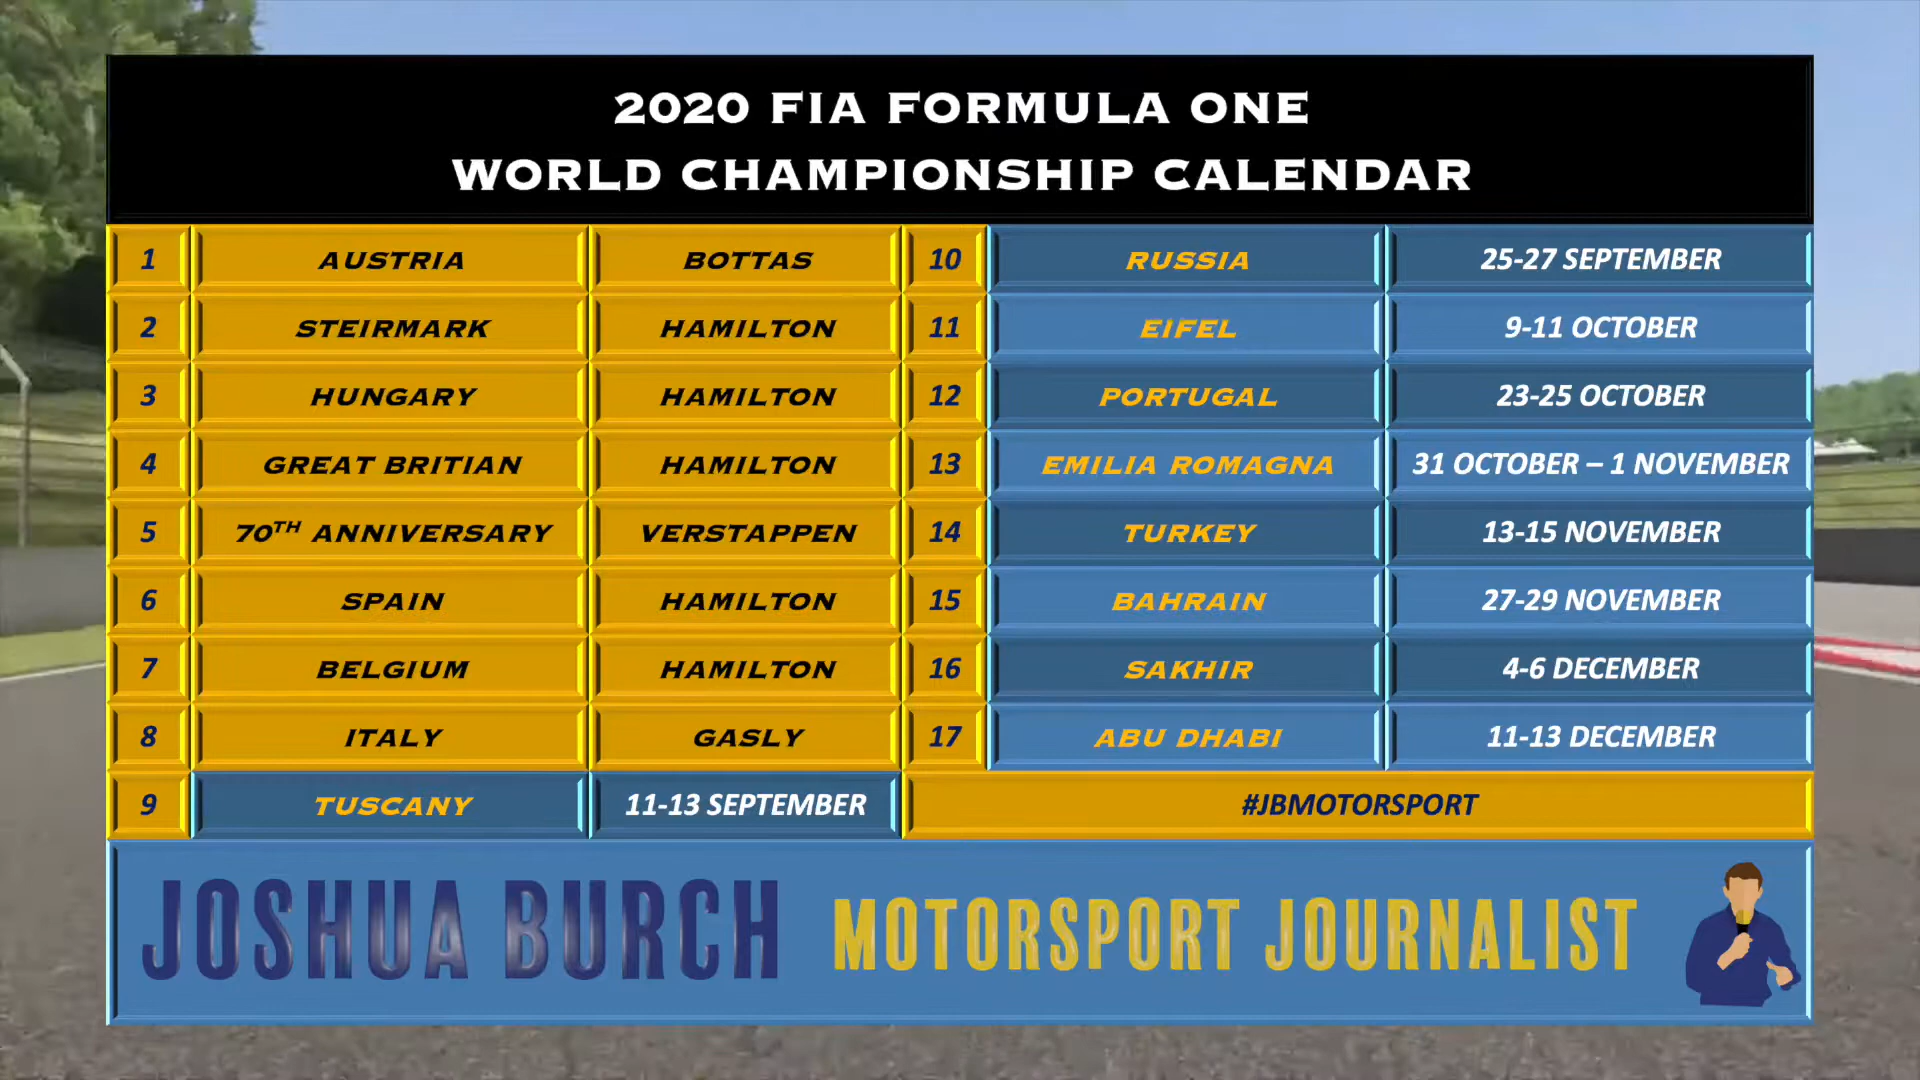 2020 FIA FORMULA ONE
WORLD CHAMPIONSHIP CALENDAR
1 AUSTRIA BOTTAS 10 RUSSIA 25-27 SEPTEMBER
2 STEIRMARK HAMILTON 11 EIFEL 9-11 OCTOBER
3 HUNGARY HAMILTON 12 PORTUGAL 23-25 OCTOBER
4 GREAT BRITIAN HAMILTON 13 EMILIA ROMAGNA 31 OCTOBER – 1 NOVEMBER
5 70TH ANNIVERSARY VERSTAPPEN 14 TURKEY 13-15 NOVEMBER
6 SPAIN HAMILTON 15 BAHRAIN 27-29 NOVEMBER
7 BELGIUM HAMILTON 16 SAKHIR 4-6 DECEMBER
8 ITALY GASLY 17 ABU DHABI 11-13 DECEMBER
9 TUSCANY 11-13 SEPTEMBER #JBMOTORSPORT
JOSHUA BURCH MOTORSPORT JOURNALIST